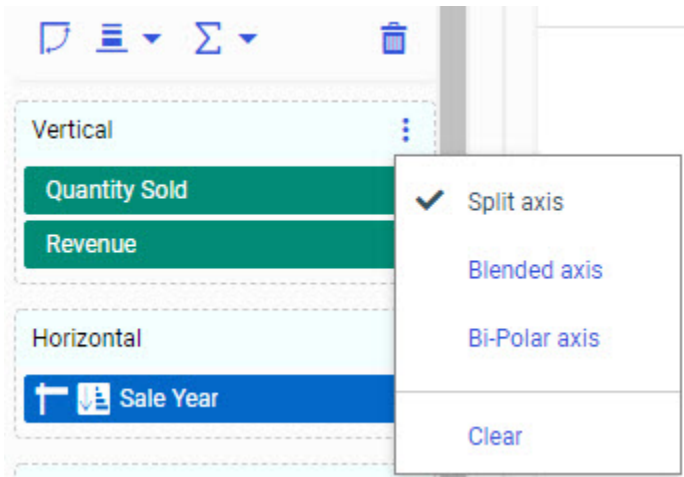 Vertical
Quantity Sold
Revenue
Split axis
Blended axis
Bi-Polar axis
Clear
Horizontal
Sale Year